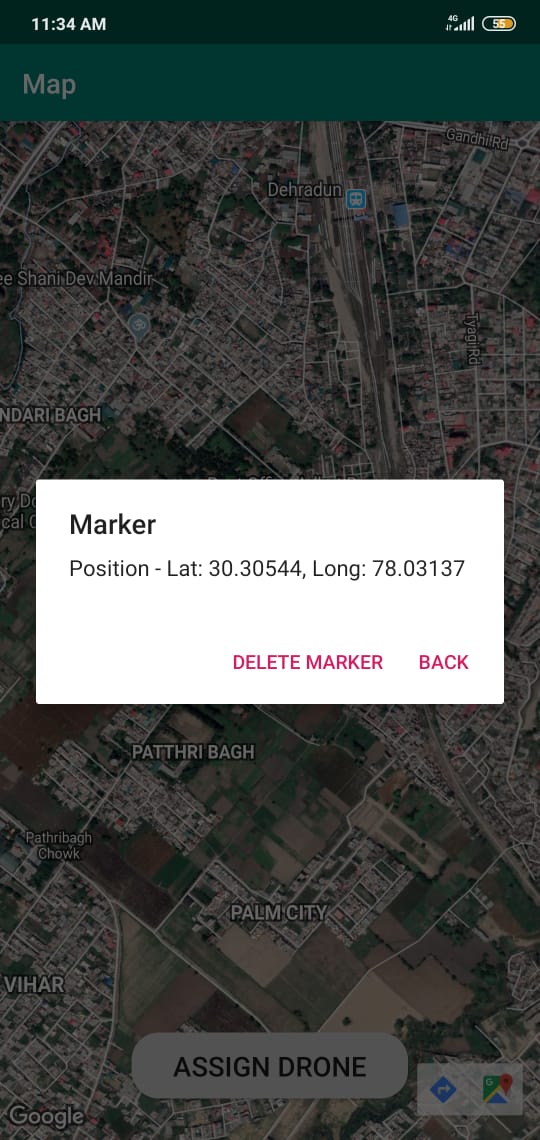 11:34 AM
4G
55
Map
Gandhi Rd
Dehradun
ee Shani Dev Mandir
Tyagi Rd
NDARI BAGH
Marker
Position - Lat: 30.30544, Long: 78.03137
DELETE MARKER
BACK
PATTHRI BAGH
Pathribagh
Chowk
PALM CITY
VIHAR
ASSIGN DRONE
Google